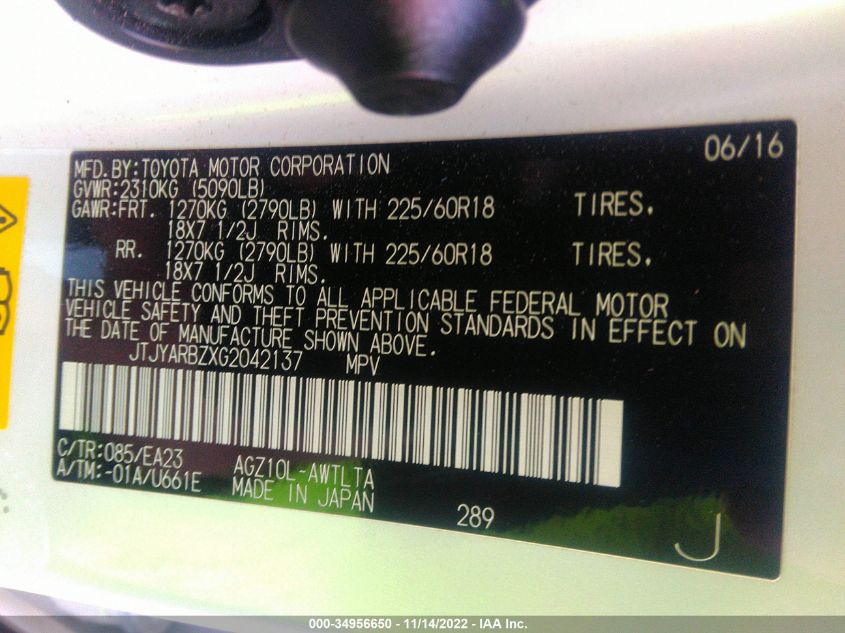 06/16
MFD.BY:TOYOTA MOTOR CORPORATION
GVWR:2310KG (5090LB)
GAWR:FRT. 1270KG (2790LB) WITH 225/60R18 TIRES.
18X7 1/2J RIMS.
RR. 1270KG (2790LB) WITH 225/60R18 TIRES.
18X7 1/2J RIMS.
THIS VEHICLE CONFORMS TO ALL APPLICABLE FEDERAL MOTOR
VEHICLE SAFETY AND THEFT PREVENTION STANDARDS IN EFFECT ON
THE DATE OF MANUFACTURE SHOWN ABOVE.
JTJYARBZXG2042137 MPV
C/TR:085/EA23 AGZ10L-AWTLTA
A/TM:-01A/U661E MADE IN JAPAN
289
J
000-34956650 - 11/14/2022 - IAA Inc.